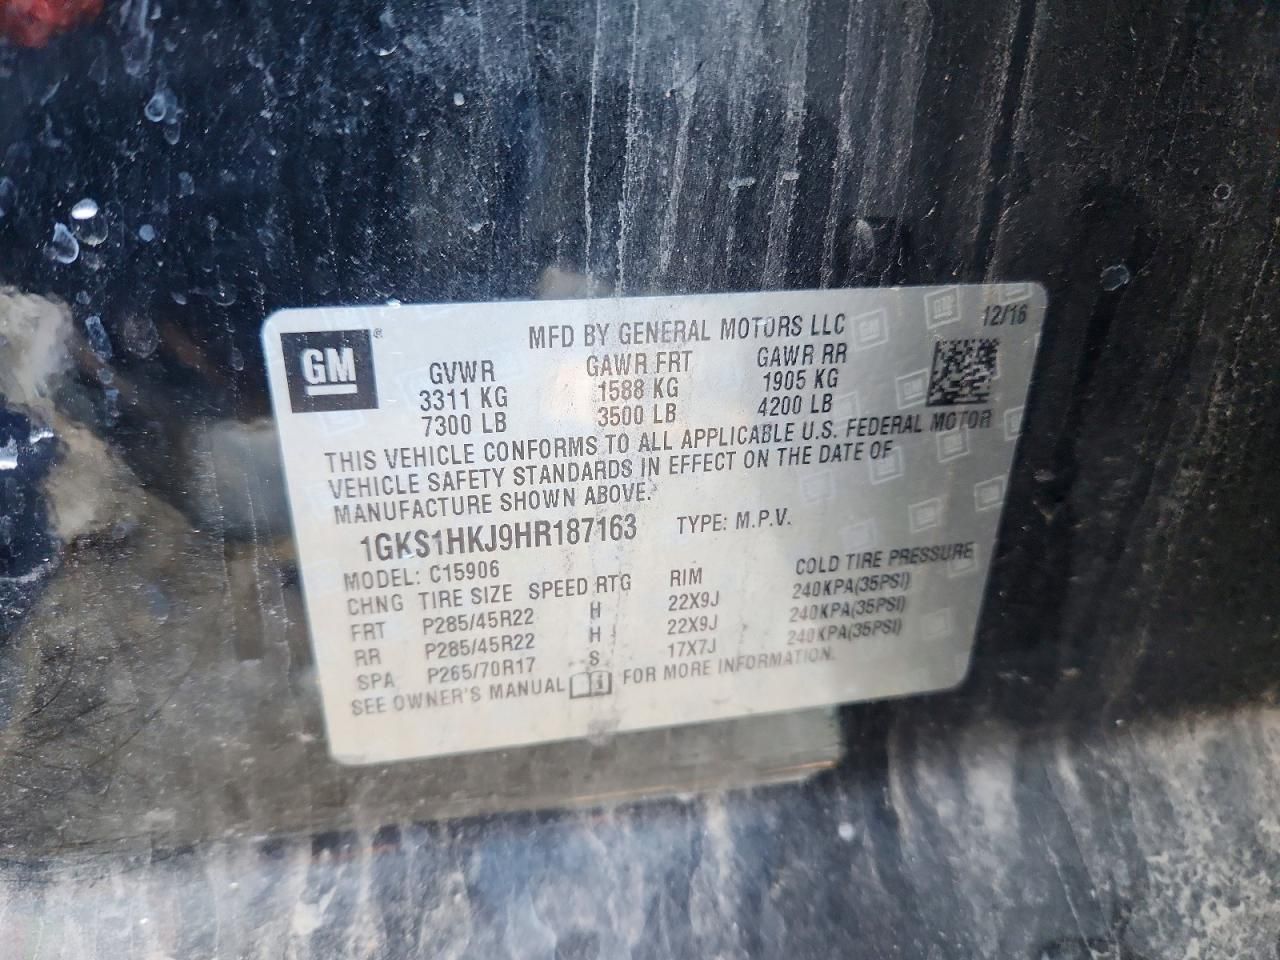 GM®
MFD BY GENERAL MOTORS LLC
12/16
GVWR GAWR FRT GAWR RR
3311 KG 1588 KG 1905 KG
7300 LB 3500 LB 4200 LB
THIS VEHICLE CONFORMS TO ALL APPLICABLE U.S. FEDERAL MOTOR
VEHICLE SAFETY STANDARDS IN EFFECT ON THE DATE OF
MANUFACTURE SHOWN ABOVE.
1GKS1HKJ9HR187163 TYPE: M.P.V.
MODEL: C15906
CHNG TIRE SIZE SPEED RTG RIM COLD TIRE PRESSURE
FRT P285/45R22 H 22X9J 240KPA(35PSI)
RR P285/45R22 H 22X9J 240KPA(35PSI)
SPA P265/70R17 S 17X7J 240KPA(35PSI)
SEE OWNER'S MANUAL FOR MORE INFORMATION.